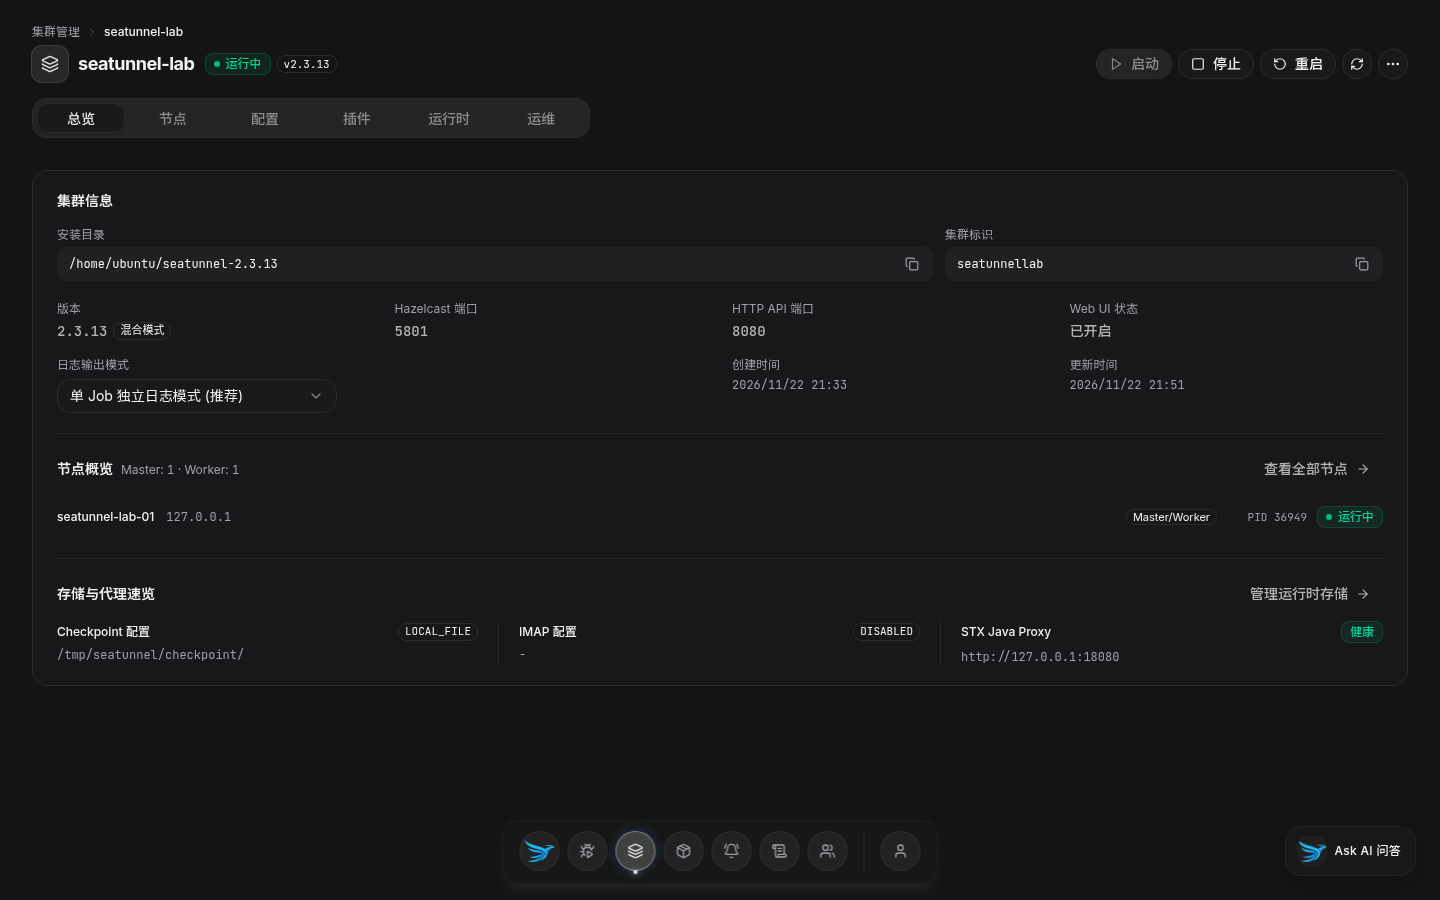 集群管理 › seatunnel-lab
seatunnel-lab 运行中 v2.3.13 启动 停止 重启
总览 节点 配置 插件 运行时 运维
集群信息
安装目录 集群标识
/home/ubuntu/seatunnel-2.3.13 seatunnellab
版本 Hazelcast 端口 HTTP API 端口 Web UI 状态
2.3.13 混合模式 5801 8080 已开启
日志输出模式 创建时间 更新时间
单 Job 独立日志模式 (推荐) 2026/11/22 21:33 2026/11/22 21:51
节点概览 Master: 1 · Worker: 1 查看全部节点 →
seatunnel-lab-01 127.0.0.1 Master/Worker PID 36949 运行中
存储与代理速览 管理运行时存储 →
Checkpoint 配置 LOCAL_FILE IMAP 配置 DISABLED STX Java Proxy 健康
/tmp/seatunnel/checkpoint/ - http://127.0.0.1:18080
Ask AI 问答